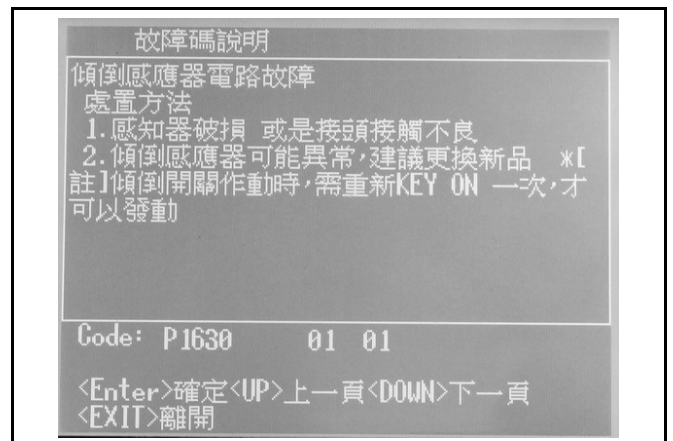 故障碼說明
傾倒感應器電路故障
處置方法
1.感知器破損 或是接頭接觸不良
2.傾倒感應器可能異常,建議更換新品 *[
註]傾倒開關作動時,需重新KEY ON 一次,才
可以發動
Code: P1630 01 01
<Enter>確定<UP>上一頁<DOWN>下一頁
<EXIT>離開